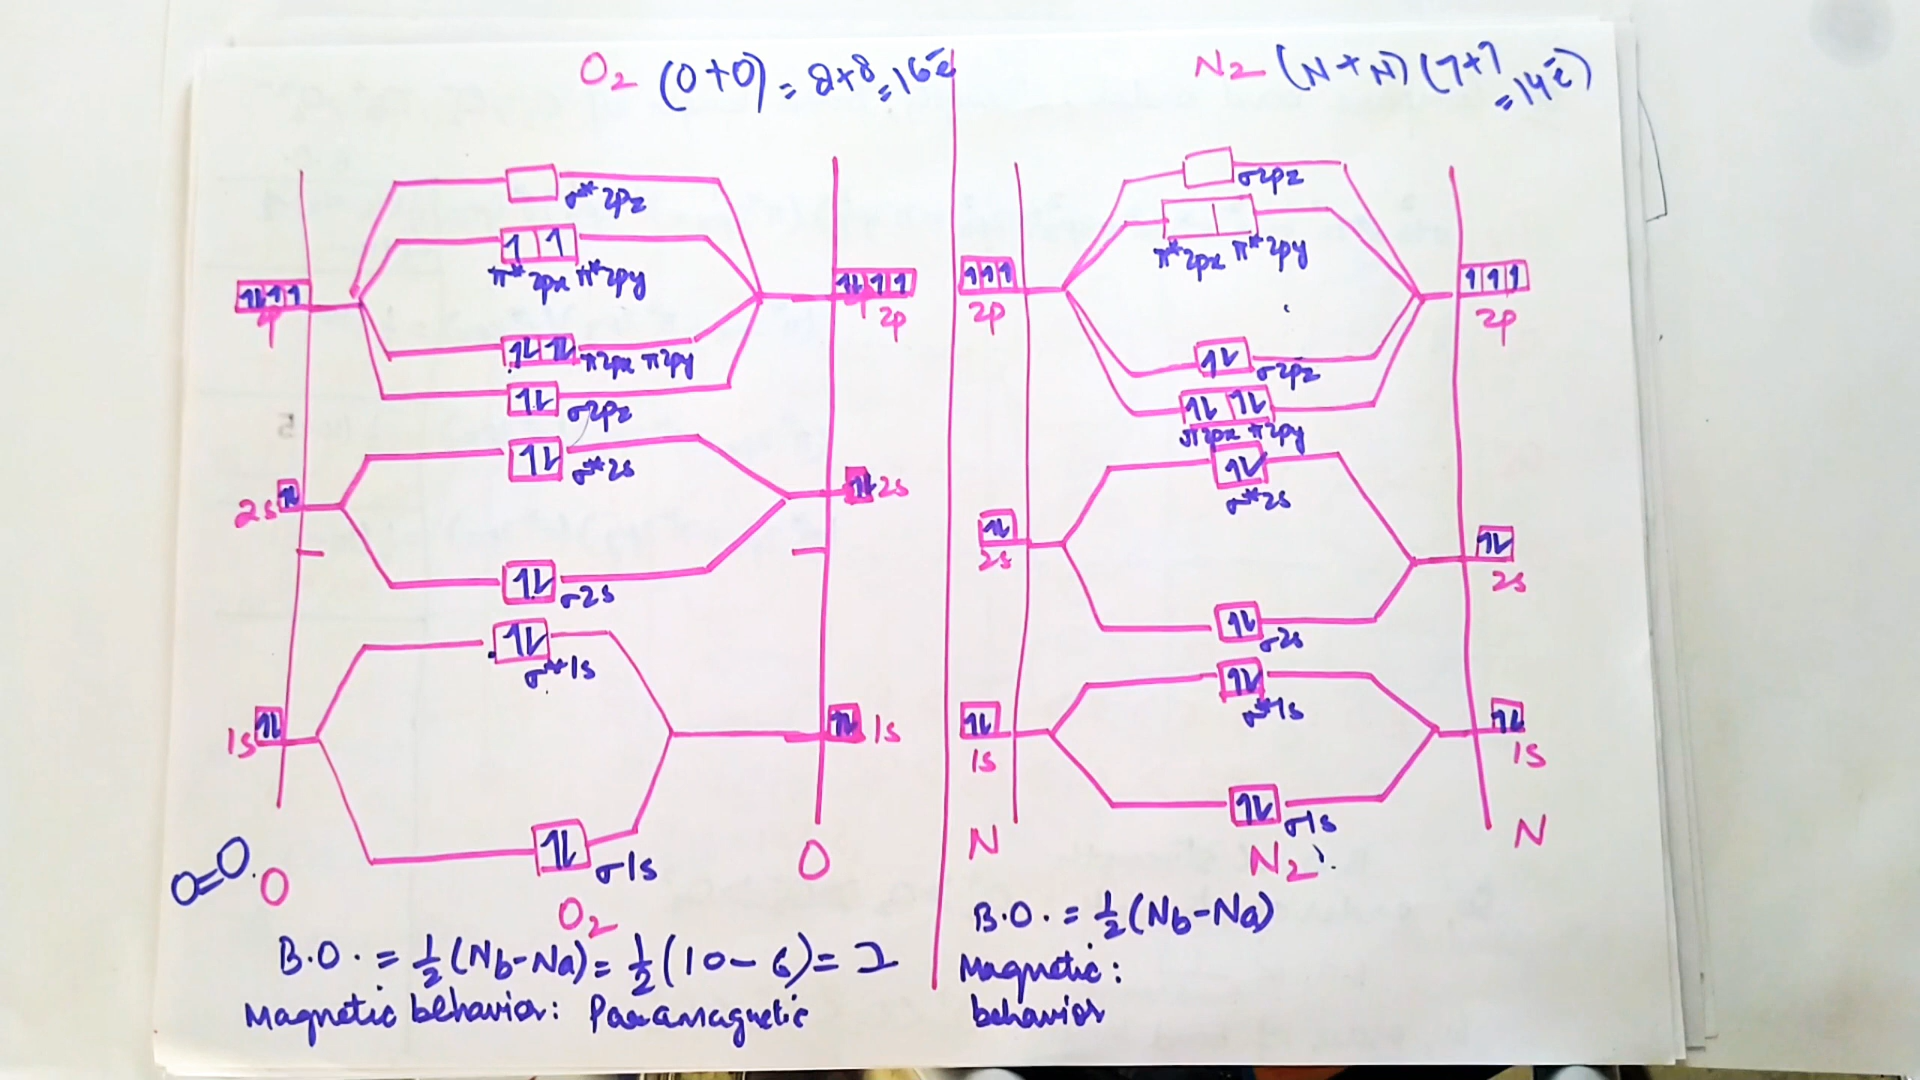 O2 (O+O) = 8+8 = 16e̅
σ*2pz
π*2px π*2py
p
2p
π2px π2py
σ2pz
σ*2s
2s
2s
σ2s
σ*1s
1s
1s
σ1s
O=O
O
O
O2
B.O. = 1/2 (Nb-Na) = 1/2 (10-6) = 2
Magnetic behavior: Paramagnetic
N2 (N+N) (7+7 = 14e̅)
σ2pz
π*2px π*2py
2p
2p
σ2pz
π2px π2py
σ*2s
2s
2s
σ2s
σ*1s
1s
1s
σ1s
N
N
N2
B.O. = 1/2 (Nb-Na)
Magnetic :
behavior